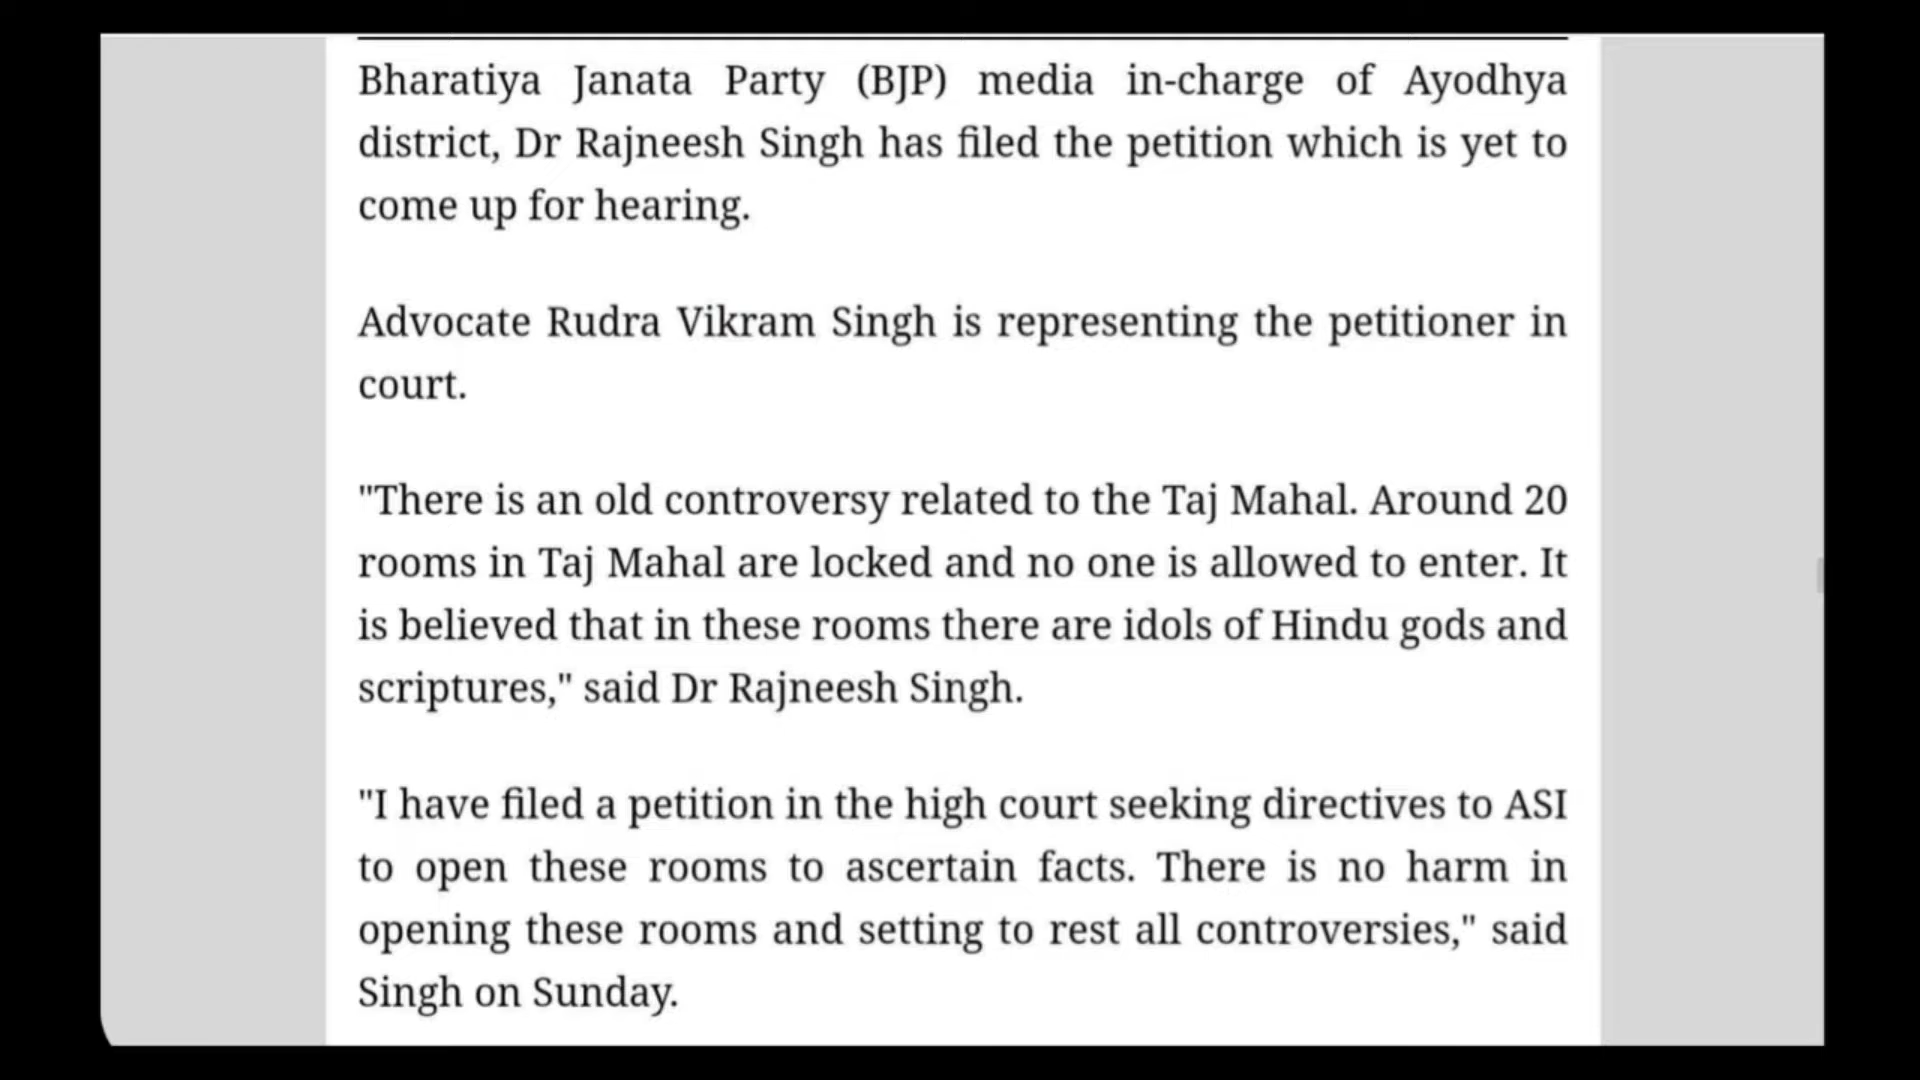 Bharatiya Janata Party (BJP) media in-charge of Ayodhya
district, Dr Rajneesh Singh has filed the petition which is yet to
come up for hearing.
Advocate Rudra Vikram Singh is representing the petitioner in
court.
"There is an old controversy related to the Taj Mahal. Around 20
rooms in Taj Mahal are locked and no one is allowed to enter. It
is believed that in these rooms there are idols of Hindu gods and
scriptures," said Dr Rajneesh Singh.
"I have filed a petition in the high court seeking directives to ASI
to open these rooms to ascertain facts. There is no harm in
opening these rooms and setting to rest all controversies," said
Singh on Sunday.